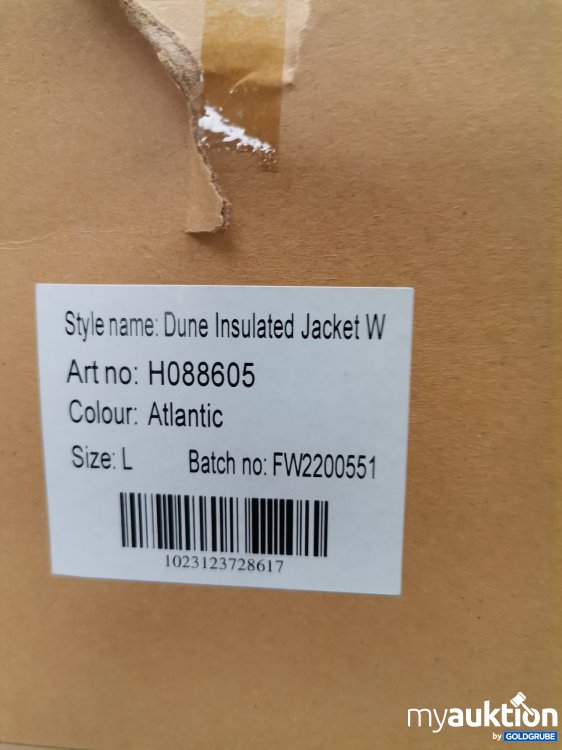 Style name: Dune Insulated Jacket W
Art no: H088605
Colour: Atlantic
Size: L Batch no: FW2200551
1023123728617
myauktion
by GOLDGRUBE